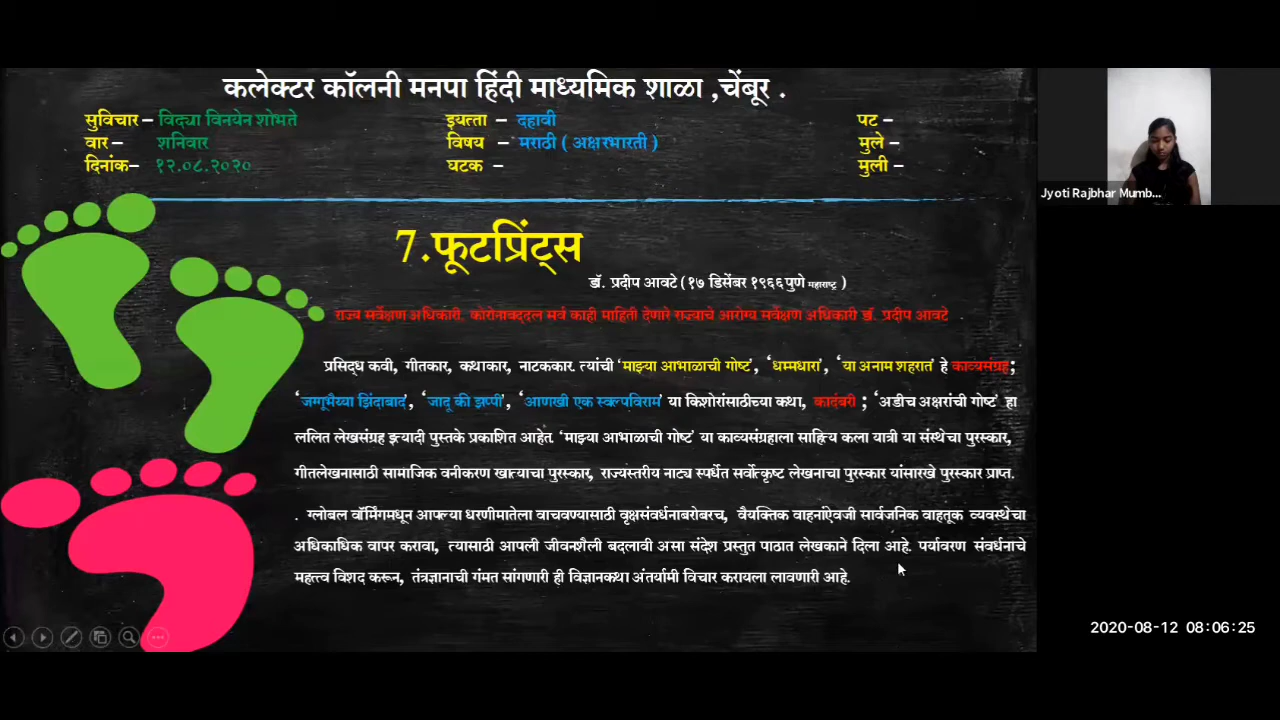 कलेक्टर कॉलनी मनपा हिंदी माध्यमिक शाळा ,चेंबूर .
सुविचार – विद्या विनयेन शोभते
इयत्ता – दहावी
पट –
वार – शनिवार
विषय – मराठी ( अक्षरभारती )
मुले –
दिनांक– १२.०८.२०२०
घटक –
मुली –
Jyoti Rajbhar Mumb...
7.फूटप्रिंट्स
डॉ. प्रदीप आवटे (१७ डिसेंबर १९६६पुणे महाराष्ट्र )
राज्य सर्वेक्षण अधिकारी. कोरोनाबद्दल सर्व काही माहिती देणारे राज्याचे आरोग्य सर्वेक्षण अधिकारी डॉ. प्रदीप आवटे .
प्रसिद्ध कवी, गीतकार, कथाकार, नाटककार. त्यांची ‘माझ्या आभाळाची गोष्ट’, ‘धम्मधारा’, ‘या अनाम शहरात’ हे काव्यसंग्रह;
‘जग्गूभैय्या झिंदाबाद’, ‘जादू की झप्पी’, ‘आणखी एक स्वल्पविराम’ या किशोरांसाठीच्या कथा, कादंबरी ; ‘अडीच अक्षरांची गोष्ट’ हा
ललित लेखसंग्रह इत्यादी पुस्तके प्रकाशित आहेत. ‘माझ्या आभाळाची गोष्ट’ या काव्यसंग्रहाला साहित्य कला यात्री या संस्थेचा पुरस्कार,
गीतलेखनासाठी सामाजिक वनीकरण खात्याचा पुरस्कार, राज्यस्तरीय नाट्य स्पर्धेत सर्वोत्कृष्ट लेखनाचा पुरस्कार यांसारखे पुरस्कार प्राप्त.
. ग्लोबल वॉर्मिंगमधून आपल्या धरणीमातेला वाचवण्यासाठी वृक्षसंवर्धनाबरोबरच, वैयक्तिक वाहनांऐवजी सार्वजनिक वाहतूक व्यवस्थेचा
अधिकाधिक वापर करावा, त्यासाठी आपली जीवनशैली बदलावी असा संदेश प्रस्तुत पाठात लेखकाने दिला आहे. पर्यावरण संवर्धनाचे
महत्त्व विशद करून, तंत्रज्ञानाची गंमत सांगणारी ही विज्ञानकथा अंतर्यामी विचार करायला लावणारी आहे.
2020-08-12 08:06:25